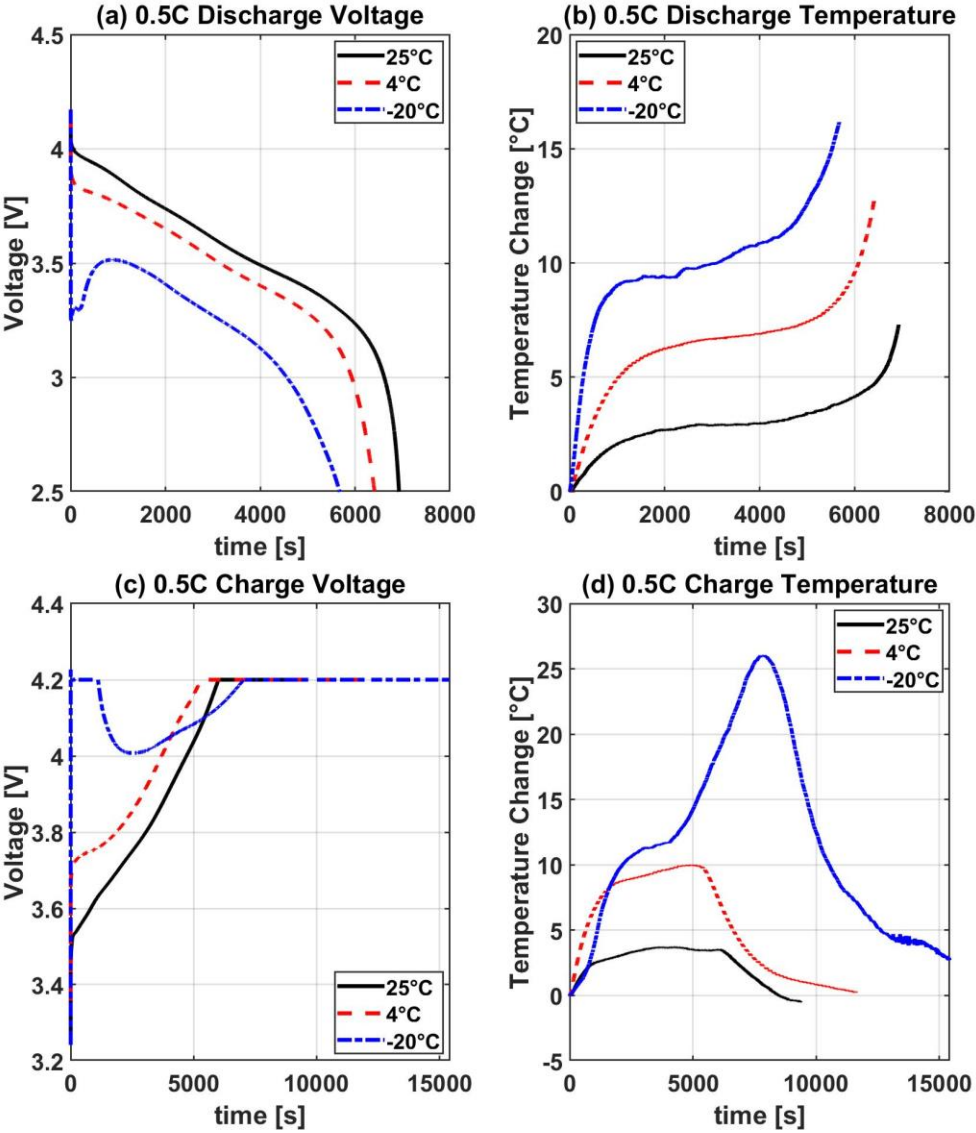 (a) 0.5C Discharge Voltage
4.5
4
3.5
3
2.5
Voltage [V]
25°C
4°C
-20°C
0 2000 4000 6000 8000
time [s]
(b) 0.5C Discharge Temperature
20
15
10
5
0
Temperature Change [°C]
25°C
4°C
-20°C
0 2000 4000 6000 8000
time [s]
(c) 0.5C Charge Voltage
4.4
4.2
4
3.8
3.6
3.4
3.2
Voltage [V]
25°C
4°C
-20°C
0 5000 10000 15000
time [s]
(d) 0.5C Charge Temperature
30
25
20
15
10
5
0
-5
Temperature Change [°C]
25°C
4°C
-20°C
0 5000 10000 15000
time [s]